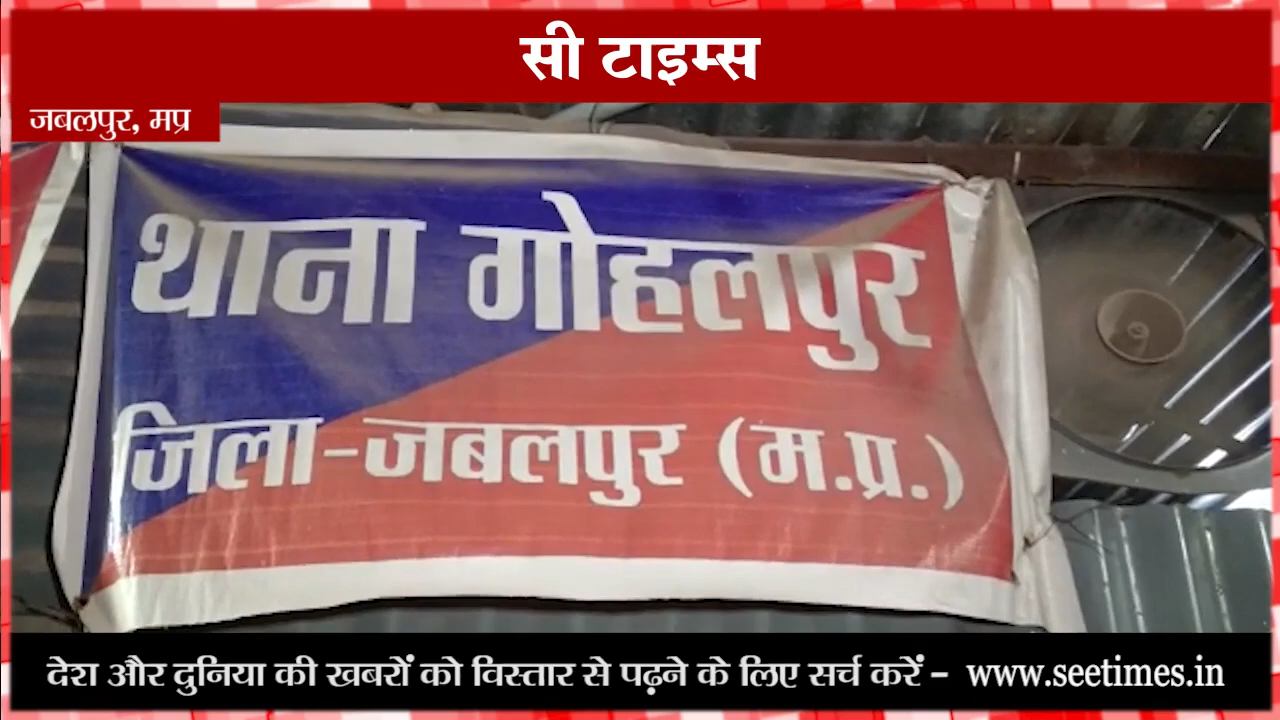 सी टाइम्स
जबलपुर, मप्र
थाना गोहलपुर
जिला-जबलपुर (म.प्र.)
देश और दुनिया की खबरों को विस्तार से पढ़ने के लिए सर्च करें - www.seetimes.in